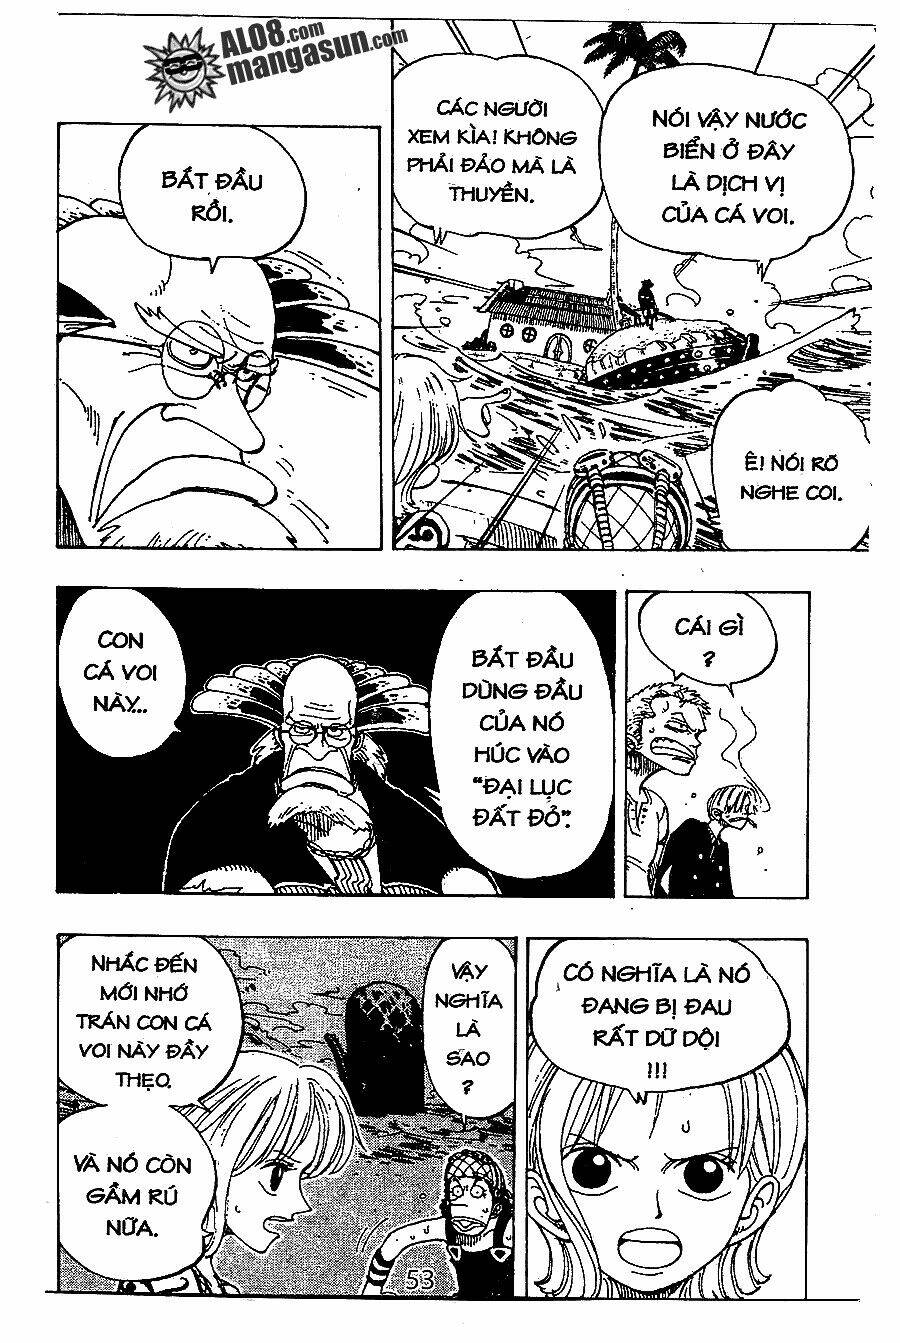 AL08.com
mangasun.com
NÓI VẬY NƯỚC
BIỂN Ở ĐÂY
LÀ DỊCH VỊ
CỦA CÁ VOI.
CÁC NGƯỜI
XEM KÌA! KHÔNG
PHẢI ĐẢO MÀ LÀ
THUYỀN.
Ê! NÓI RÕ
NGHE COI.
BẮT ĐẦU
RỒI.
CÁI GÌ
?
BẮT ĐẦU
DÙNG ĐẦU
CỦA NÓ
HÚC VÀO
"ĐẠI LỤC
ĐẤT ĐỎ".
CON
CÁ VOI
NÀY...
CÓ NGHĨA LÀ NÓ
ĐANG BỊ ĐAU
RẤT DỮ DỘI
!!!
VẬY
NGHĨA
LÀ
SAO
?
NHẮC ĐẾN
MỚI NHỚ
TRÁN CON CÁ
VOI NÀY ĐẦY
THẸO.
VÀ NÓ CÒN
GẦM RÚ
NỮA.
53